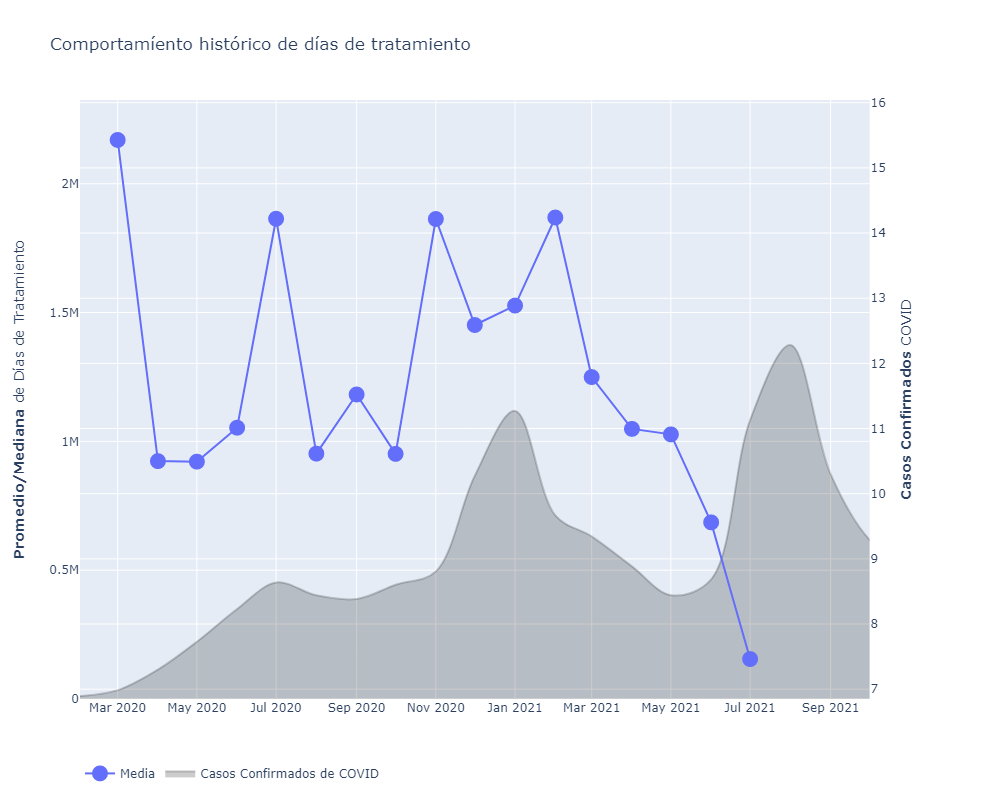 Comportamíento histórico de días de tratamiento
16
15
2M
14
1.5M
13
12
1M
11
10
0.5M
9
8
7
0
Promedio/Mediana de Días de Tratamiento
Casos Confirmados COVID
Mar 2020 May 2020 Jul 2020 Sep 2020 Nov 2020 Jan 2021 Mar 2021 May 2021 Jul 2021 Sep 2021
Media Casos Confirmados de COVID